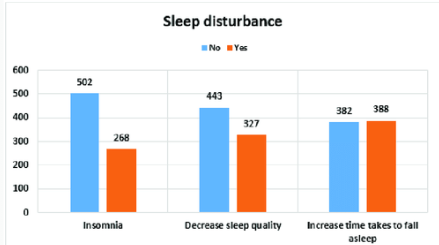 Sleep disturbance
No Yes
600
500
400
300
200
100
0
502
268
443
327
382
388
Insomnia
Decrease sleep quality
Increase time takes to fall
asleep